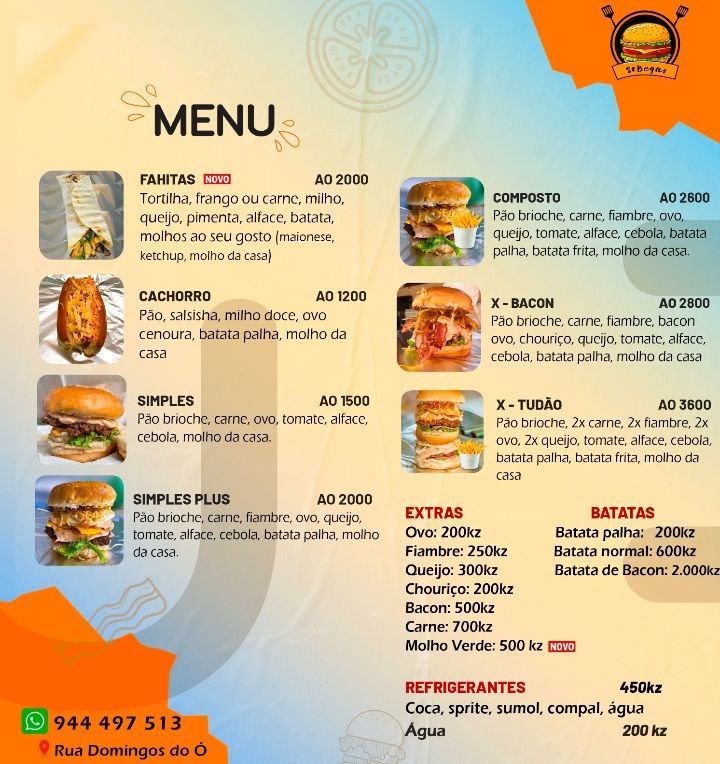 SóBogas
MENU
FAHITAS NOVO AO 2000
Tortilha, frango ou carne, milho,
queijo, pimenta, alface, batata,
molhos ao seu gosto (maionese,
ketchup, molho da casa)
CACHORRO AO 1200
Pão, salsisha, milho doce, ovo
cenoura, batata palha, molho da
casa
SIMPLES AO 1500
Pão brioche, carne, ovo, tomate, alface,
cebola, molho da casa.
SIMPLES PLUS AO 2000
Pão brioche, carne, fiambre, ovo, queijo,
tomate, alface, cebola, batata palha, molho
da casa.
COMPOSTO AO 2600
Pão brioche, carne, fiambre, ovo,
queijo, tomate, alface, cebola, batata
palha, batata frita, molho da casa.
X - BACON AO 2800
Pão brioche, carne, fiambre, bacon
ovo, chouriço, queijo, tomate, alface,
cebola, batata palha, molho da casa
X - TUDÃO AO 3600
Pão brioche, 2x carne, 2x fiambre, 2x
ovo, 2x queijo, tomate, alface, cebola,
batata palha, batata frita, molho da
casa
EXTRAS
Ovo: 200kz
Fiambre: 250kz
Queijo: 300kz
Chouriço: 200kz
Bacon: 500kz
Carne: 700kz
Molho Verde: 500 kz NOVO
BATATAS
Batata palha: 200kz
Batata normal: 600kz
Batata de Bacon: 2.000kz
REFRIGERANTES 450kz
Coca, sprite, sumol, compal, água
Água 200 kz
944 497 513
Rua Domingos do Ó